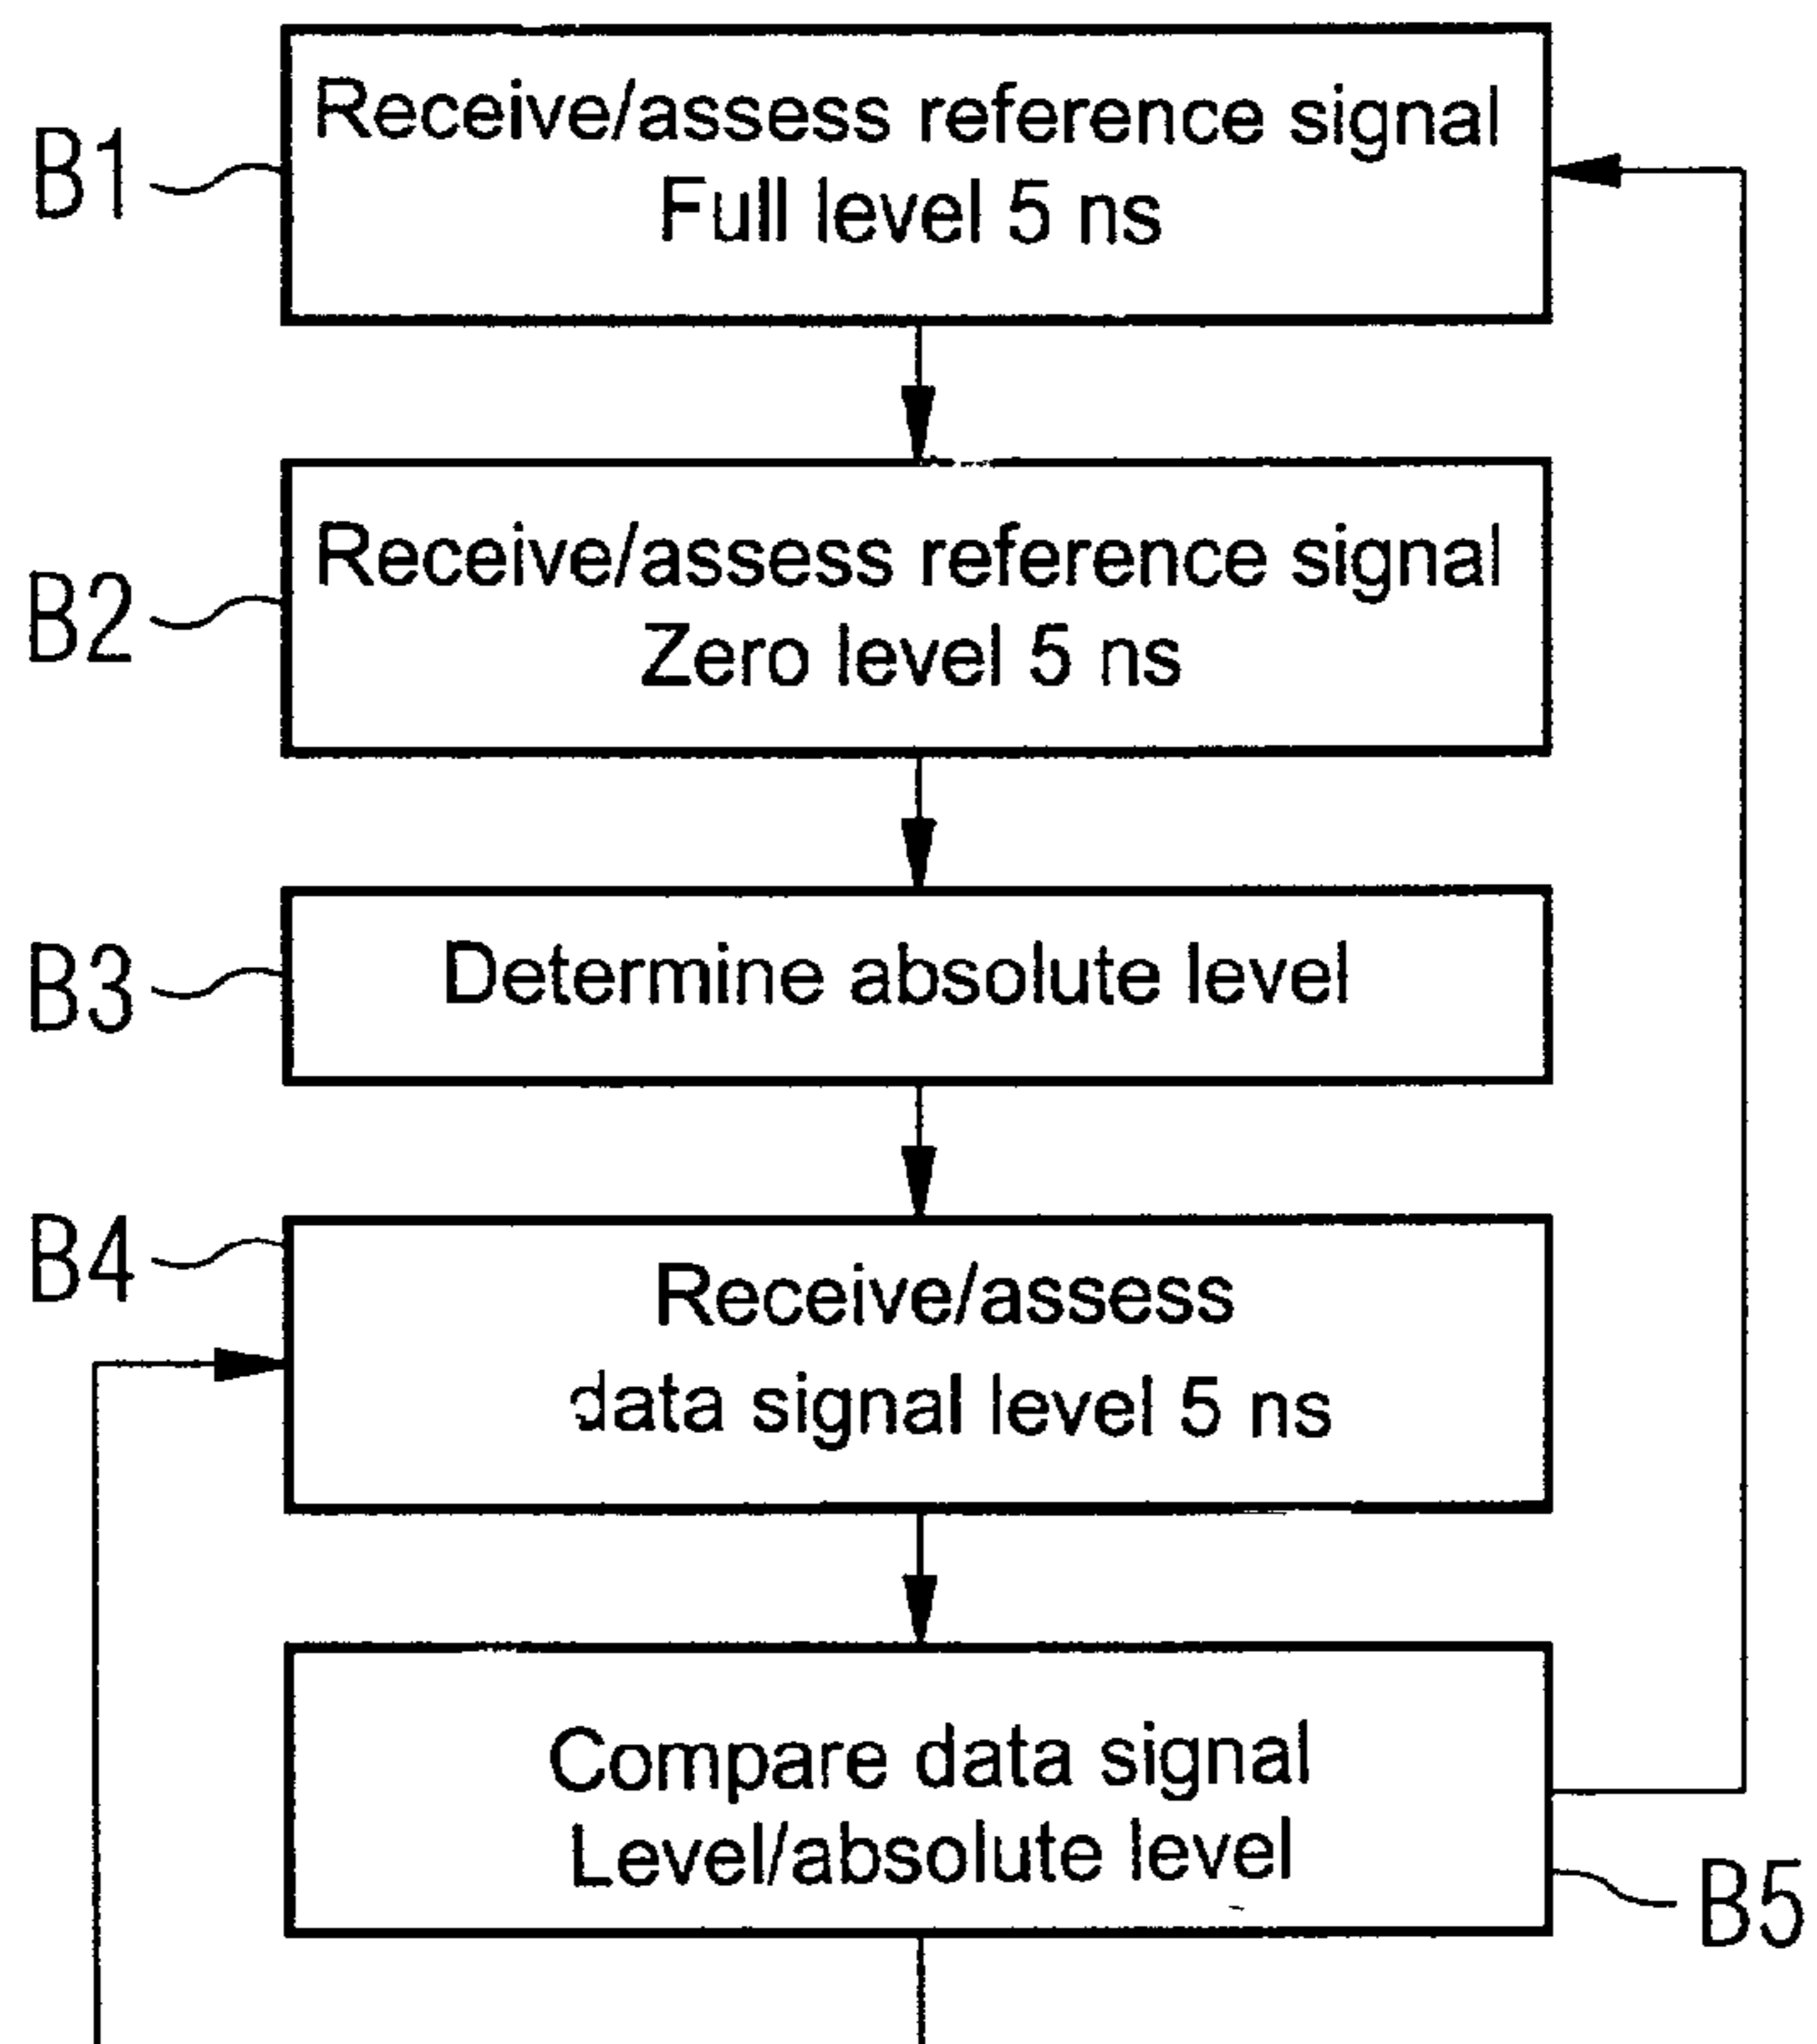 B1
Receive/assess reference signal
Full level 5 ns
B2
Receive/assess reference signal
Zero level 5 ns
B3
Determine absolute level
B4
Receive/assess
data signal level 5 ns
Compare data signal
Level/absolute level
B5